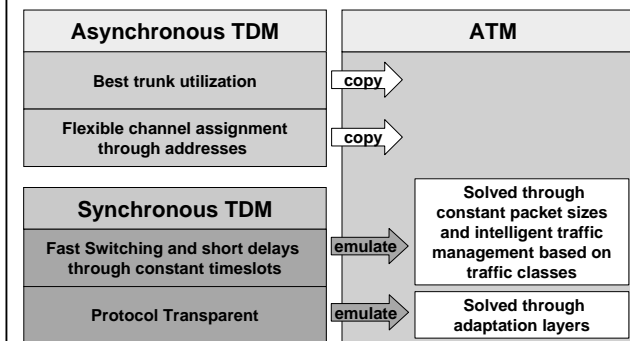 Asynchronous TDM
ATM
Best trunk utilization
copy
Flexible channel assignment
through addresses
copy
Synchronous TDM
Fast Switching and short delays
through constant timeslots
emulate
Solved through
constant packet sizes
and intelligent traffic
management based on
traffic classes
Protocol Transparent
emulate
Solved through
adaptation layers